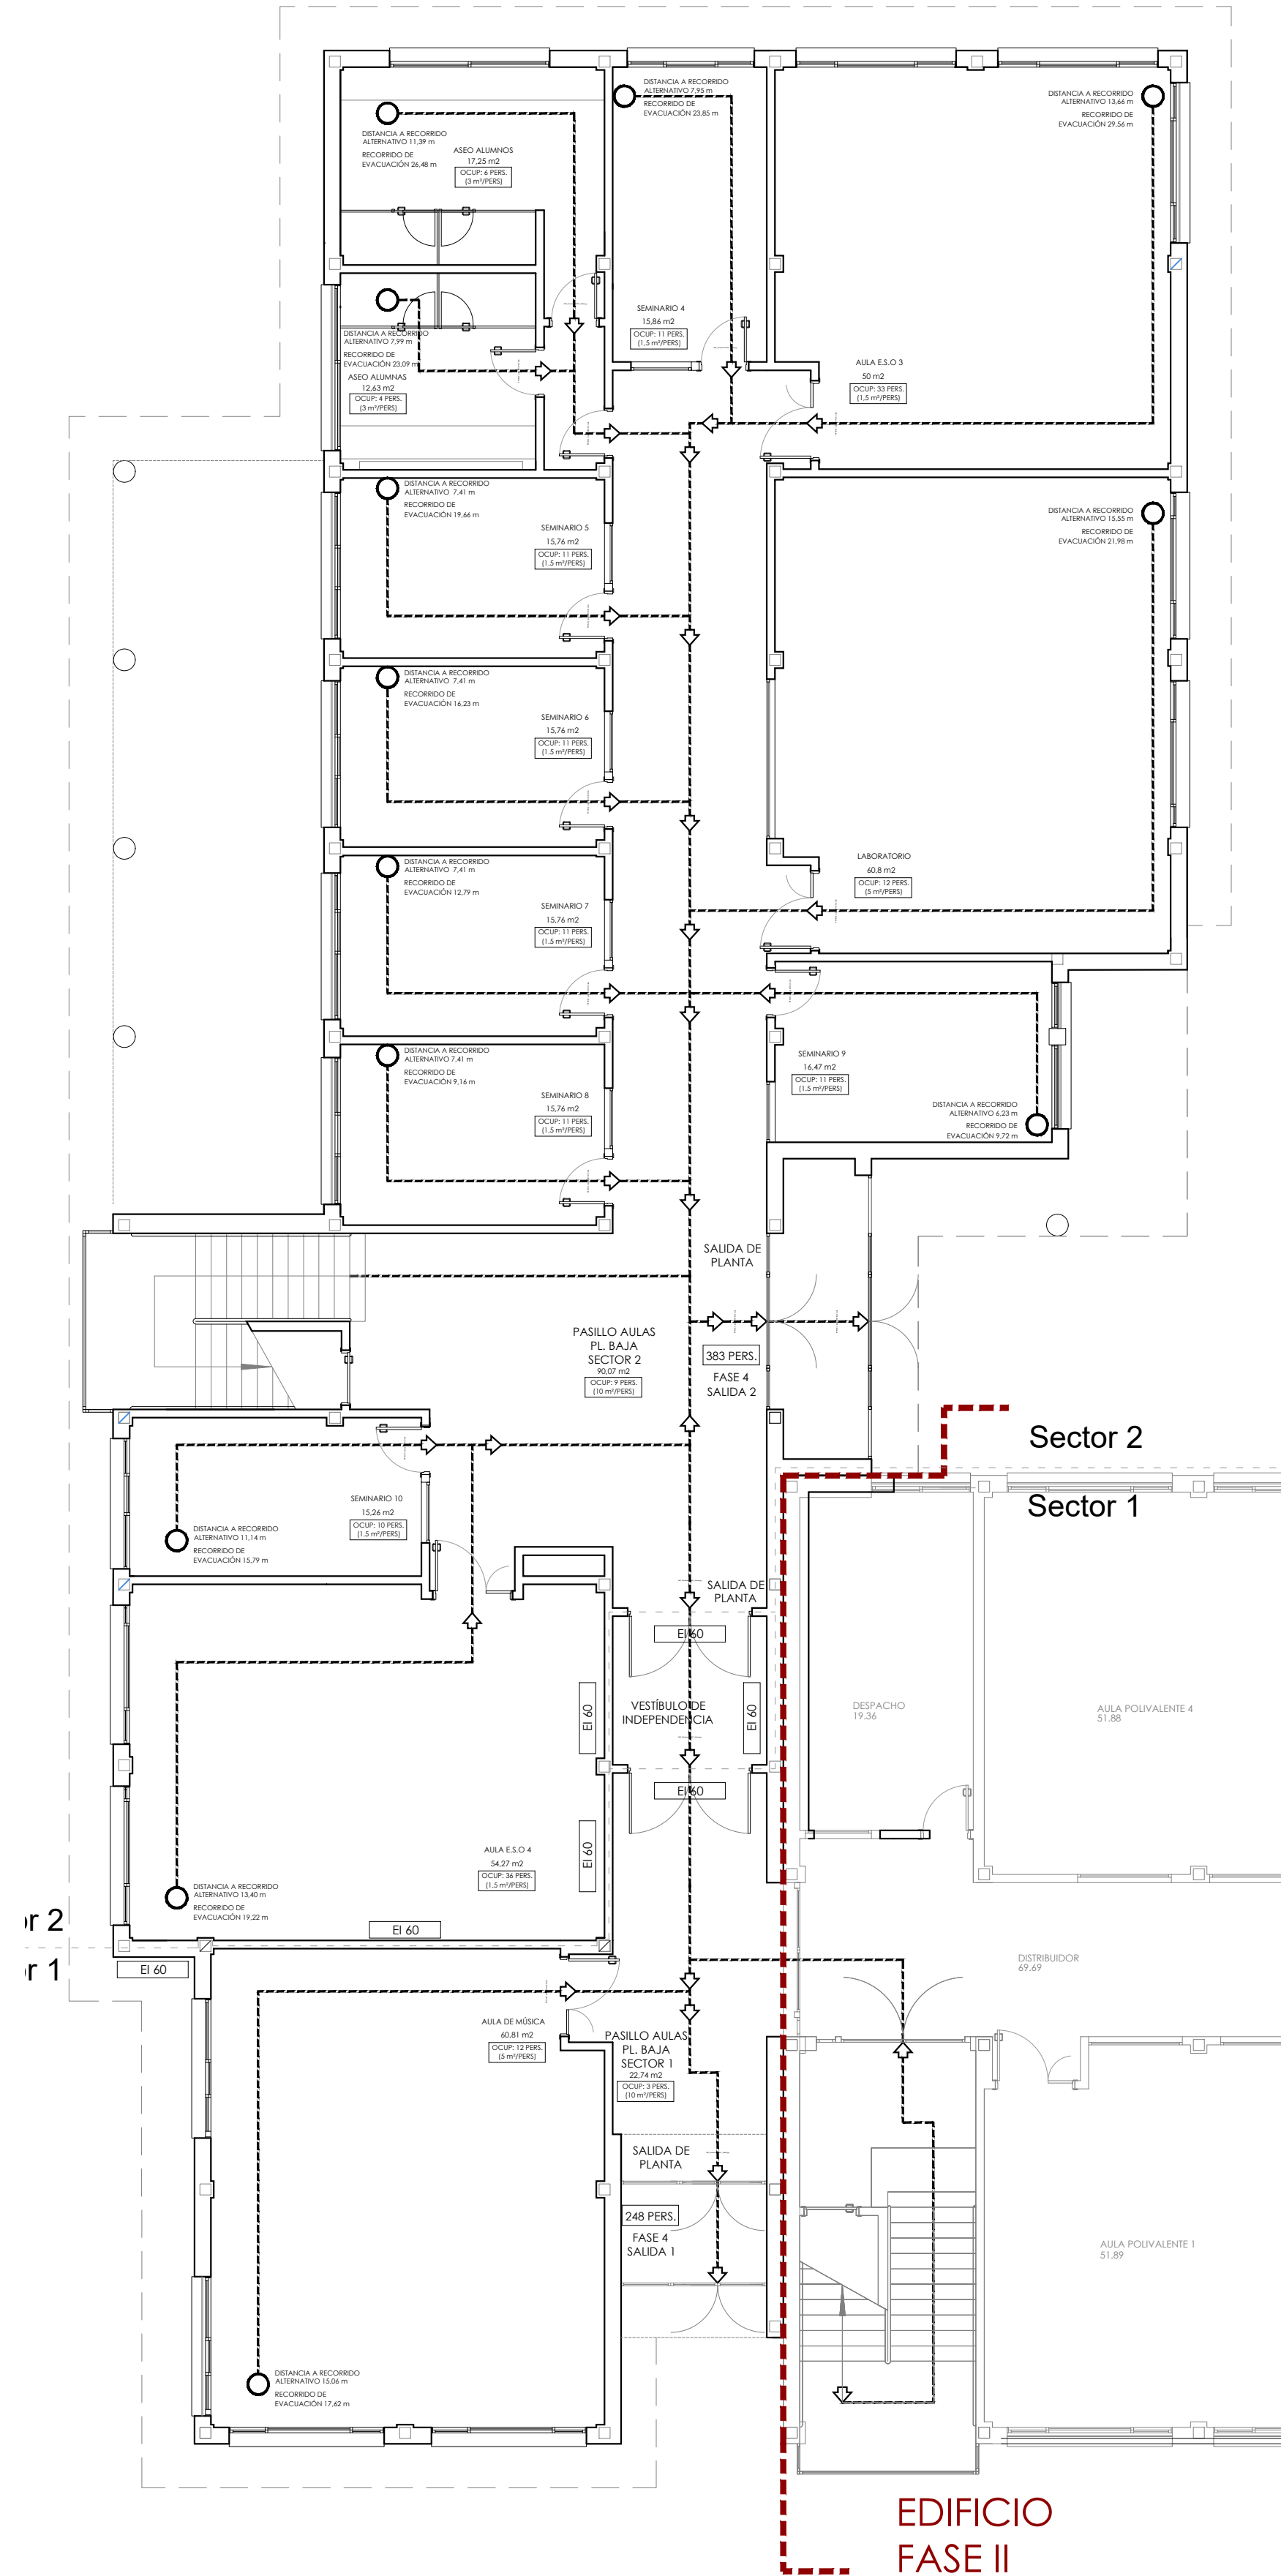 DISTANCIA A RECORRIDO
ALTERNATIVO 11,39 m
RECORRIDO DE
EVACUACIÓN 26,48 m
ASEO ALUMNOS
17,25 m2
OCUP: 6 PERS.
(3 m²/PERS)
DISTANCIA A RECORRIDO
ALTERNATIVO 7,95 m
RECORRIDO DE
EVACUACIÓN 23,85 m
DISTANCIA A RECORRIDO
ALTERNATIVO 13,66 m
RECORRIDO DE
EVACUACIÓN 29,56 m
SEMINARIO 4
15,86 m2
OCUP: 11 PERS.
(1,5 m²/PERS)
DISTANCIA A RECORRIDO
ALTERNATIVO 7,99 m
RECORRIDO DE
EVACUACIÓN 23,09 m
ASEO ALUMNAS
12,63 m2
OCUP: 4 PERS.
(3 m²/PERS)
AULA E.S.O 3
50 m2
OCUP: 33 PERS.
(1,5 m²/PERS)
DISTANCIA A RECORRIDO
ALTERNATIVO 7,41 m
RECORRIDO DE
EVACUACIÓN 19,66 m
SEMINARIO 5
15,76 m2
OCUP: 11 PERS.
(1.5 m²/PERS)
DISTANCIA A RECORRIDO
ALTERNATIVO 15,55 m
RECORRIDO DE
EVACUACIÓN 21,98 m
DISTANCIA A RECORRIDO
ALTERNATIVO 7,41 m
RECORRIDO DE
EVACUACIÓN 16,23 m
SEMINARIO 6
15,76 m2
OCUP: 11 PERS.
(1.5 m²/PERS)
DISTANCIA A RECORRIDO
ALTERNATIVO 7,41 m
RECORRIDO DE
EVACUACIÓN 12,79 m
SEMINARIO 7
15,76 m2
OCUP: 11 PERS.
(1.5 m²/PERS)
LABORATORIO
60,8 m2
OCUP: 12 PERS.
(5 m²/PERS)
DISTANCIA A RECORRIDO
ALTERNATIVO 7,41 m
RECORRIDO DE
EVACUACIÓN 9,16 m
SEMINARIO 8
15,76 m2
OCUP: 11 PERS.
(1.5 m²/PERS)
SEMINARIO 9
16,47 m2
OCUP: 11 PERS.
(1.5 m²/PERS)
DISTANCIA A RECORRIDO
ALTERNATIVO 6,23 m
RECORRIDO DE
EVACUACIÓN 9,72 m
SALIDA DE
PLANTA
PASILLO AULAS
PL. BAJA
SECTOR 2
90,07 m2
OCUP: 9 PERS.
(10 m²/PERS)
383 PERS.
FASE 4
SALIDA 2
Sector 2
Sector 1
SEMINARIO 10
15,26 m2
OCUP: 10 PERS.
(1.5 m²/PERS)
DISTANCIA A RECORRIDO
ALTERNATIVO 11,14 m
RECORRIDO DE
EVACUACIÓN 15,79 m
SALIDA DE
PLANTA
EI 60
EI 60
VESTÍBULO DE
INDEPENDENCIA
EI 60
EI 60
DESPACHO
19.36
AULA POLIVALENTE 4
51.88
AULA E.S.O 4
54,27 m2
OCUP: 36 PERS.
(1,5 m²/PERS)
EI 60
DISTANCIA A RECORRIDO
ALTERNATIVO 13,40 m
RECORRIDO DE
EVACUACIÓN 19,22 m
EI 60
or 2
or 1
EI 60
DISTRIBUIDOR
69.69
AULA DE MÚSICA
60,81 m2
OCUP: 12 PERS.
(5 m²/PERS)
PASILLO AULAS
PL. BAJA
SECTOR 1
22,74 m2
OCUP: 3 PERS.
(10 m²/PERS)
SALIDA DE
PLANTA
248 PERS.
FASE 4
SALIDA 1
AULA POLIVALENTE 1
51.89
DISTANCIA A RECORRIDO
ALTERNATIVO 15,06 m
RECORRIDO DE
EVACUACIÓN 17,62 m
EDIFICIO
FASE II